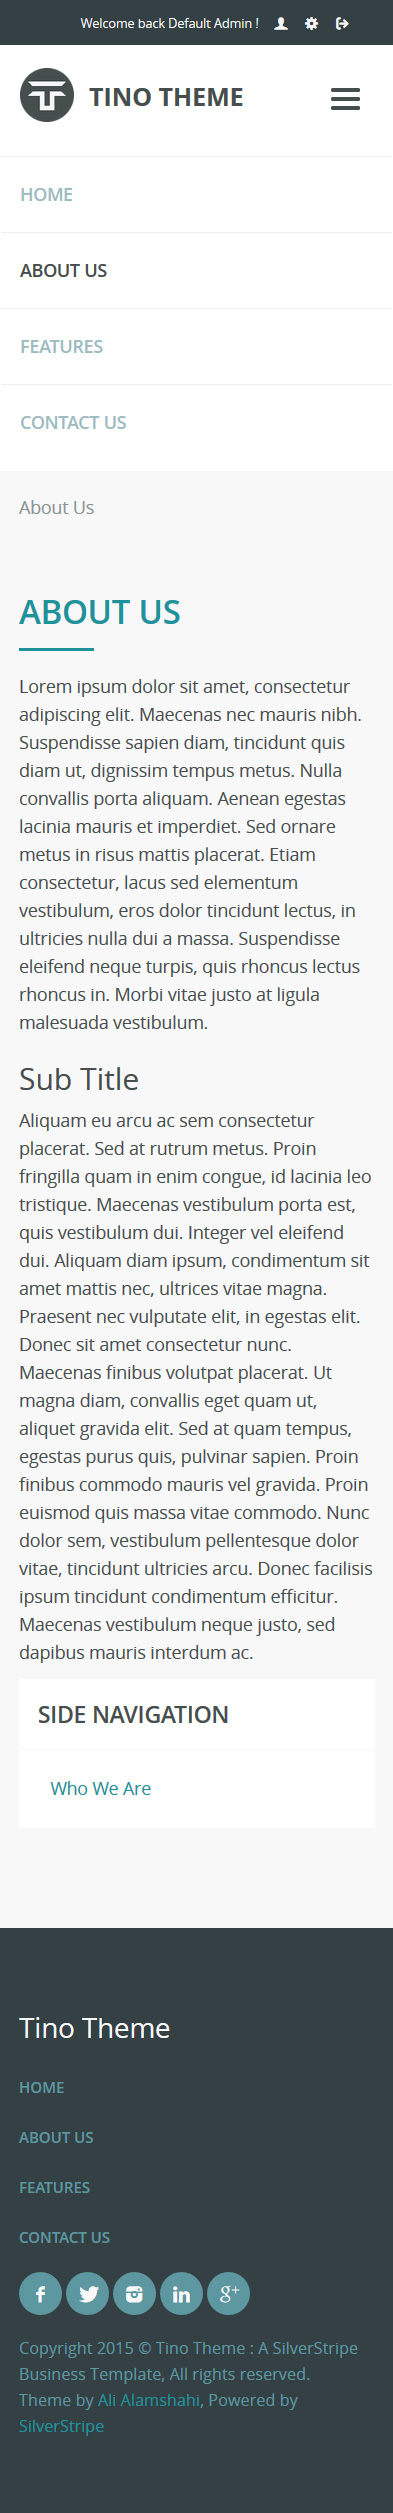 Welcome back Default Admin !
TINO THEME
HOME
ABOUT US
FEATURES
CONTACT US
About Us
ABOUT US
Lorem ipsum dolor sit amet, consectetur
adipiscing elit. Maecenas nec mauris nibh.
Suspendisse sapien diam, tincidunt quis
diam ut, dignissim tempus metus. Nulla
convallis porta aliquam. Aenean egestas
lacinia mauris et imperdiet. Sed ornare
metus in risus mattis placerat. Etiam
consectetur, lacus sed elementum
vestibulum, eros dolor tincidunt lectus, in
ultricies nulla dui a massa. Suspendisse
eleifend neque turpis, quis rhoncus lectus
rhoncus in. Morbi vitae justo at ligula
malesuada vestibulum.
Sub Title
Aliquam eu arcu ac sem consectetur
placerat. Sed at rutrum metus. Proin
fringilla quam in enim congue, id lacinia leo
tristique. Maecenas vestibulum porta est,
quis vestibulum dui. Integer vel eleifend
dui. Aliquam diam ipsum, condimentum sit
amet mattis nec, ultrices vitae magna.
Praesent nec vulputate elit, in egestas elit.
Donec sit amet consectetur nunc.
Maecenas finibus volutpat placerat. Ut
magna diam, convallis eget quam ut,
aliquet gravida elit. Sed at quam tempus,
egestas purus quis, pulvinar sapien. Proin
finibus commodo mauris vel gravida. Proin
euismod quis massa vitae commodo. Nunc
dolor sem, vestibulum pellentesque dolor
vitae, tincidunt ultricies arcu. Donec facilisis
ipsum tincidunt condimentum efficitur.
Maecenas vestibulum neque justo, sed
dapibus mauris interdum ac.
SIDE NAVIGATION
Who We Are
Tino Theme
HOME
ABOUT US
FEATURES
CONTACT US
Copyright 2015 © Tino Theme : A SilverStripe
Business Template, All rights reserved.
Theme by Ali Alamshahi, Powered by
SilverStripe